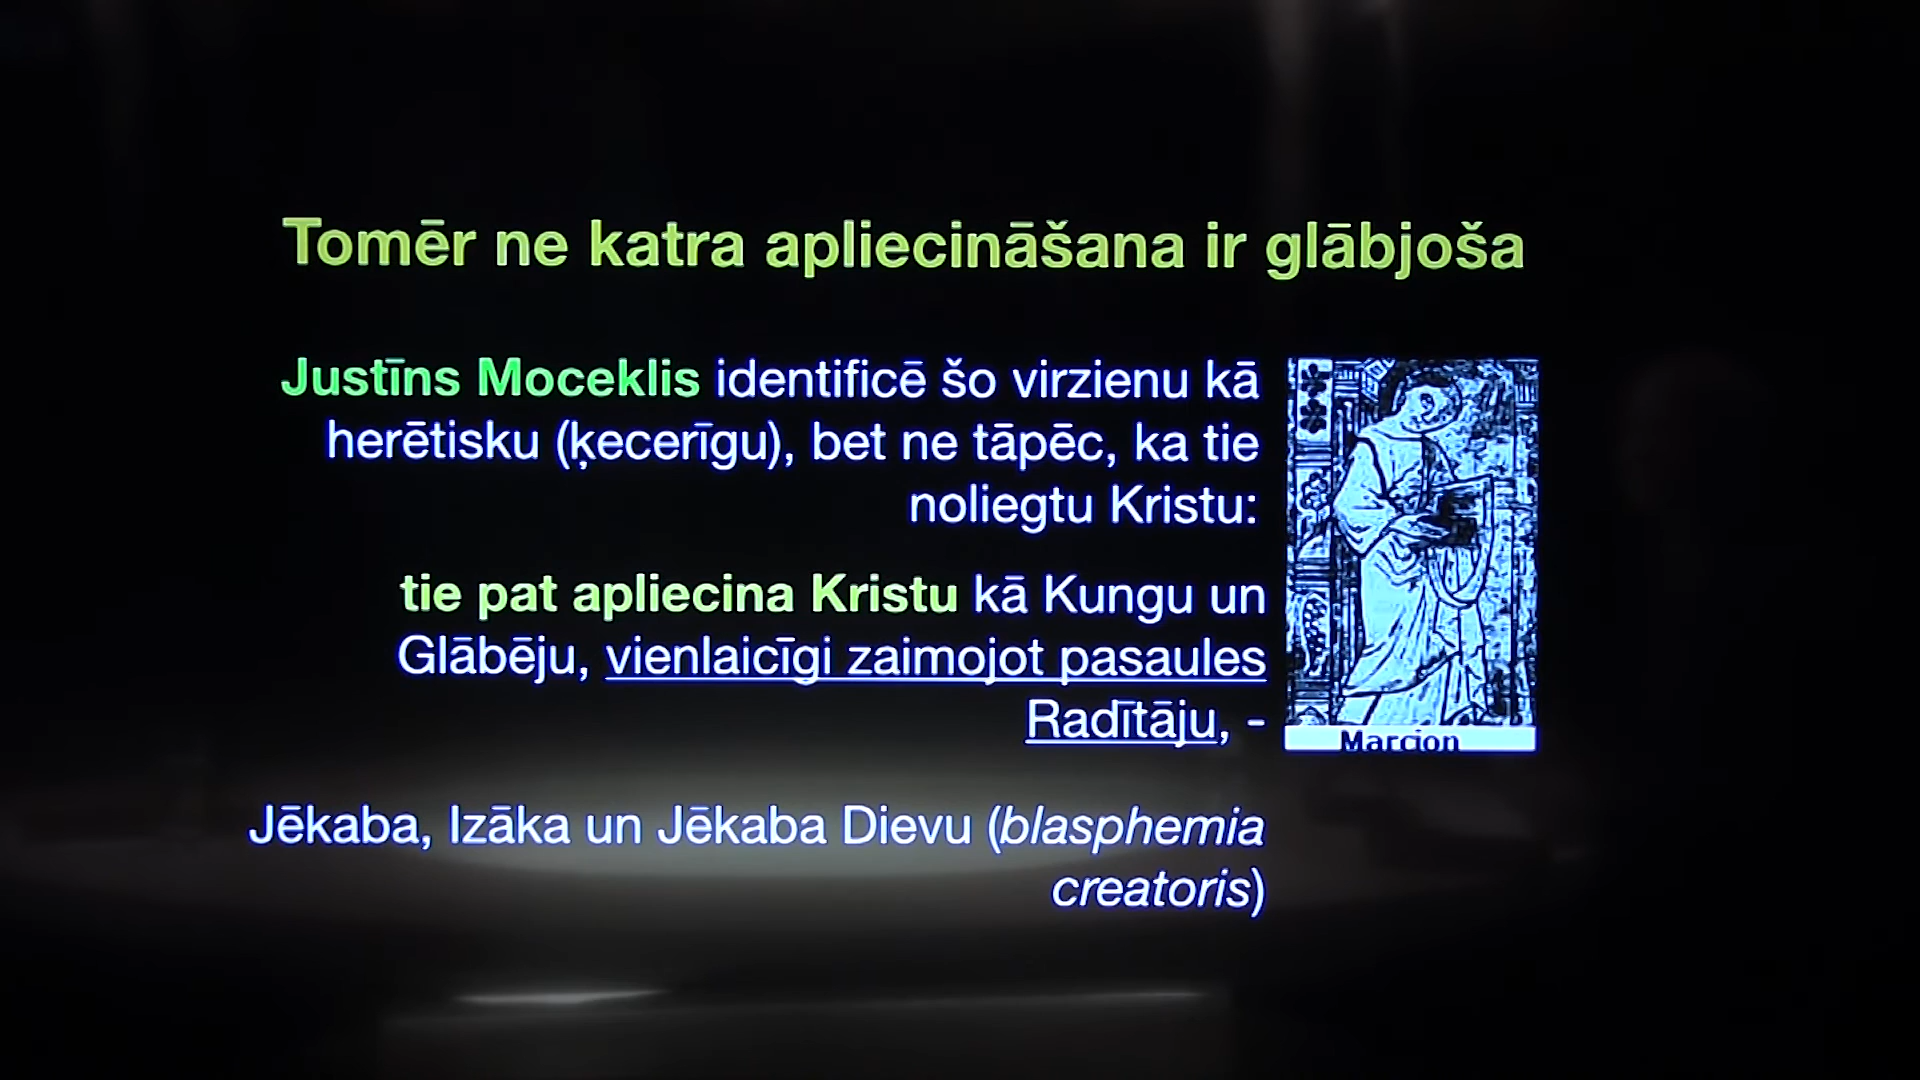 Tomēr ne katra apliecināšana ir glābjoša
Justīns Moceklis identificē šo virzienu kā
herētisku (ķecerīgu), bet ne tāpēc, ka tie
noliegtu Kristu:
tie pat apliecina Kristu kā Kungu un
Glābēju, vienlaicīgi zaimojot pasaules
Radītāju, -
Jēkaba, Izāka un Jēkaba Dievu (blasphemia
creatoris)
Marcion